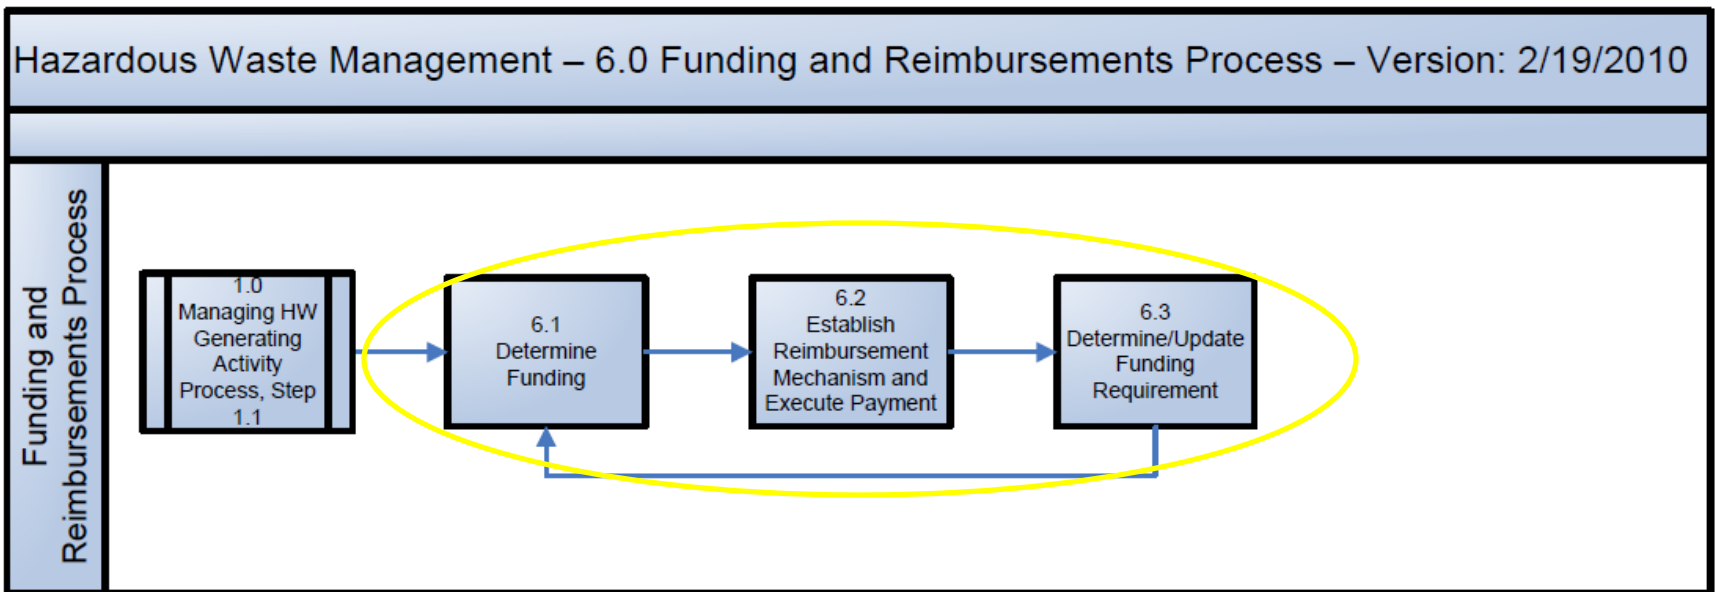 Hazardous Waste Management – 6.0 Funding and Reimbursements Process – Version: 2/19/2010
Funding and
Reimbursements Process
1.0
Managing HW
Generating
Activity
Process, Step
1.1
6.1
Determine
Funding
6.2
Establish
Reimbursement
Mechanism and
Execute Payment
6.3
Determine/Update
Funding
Requirement